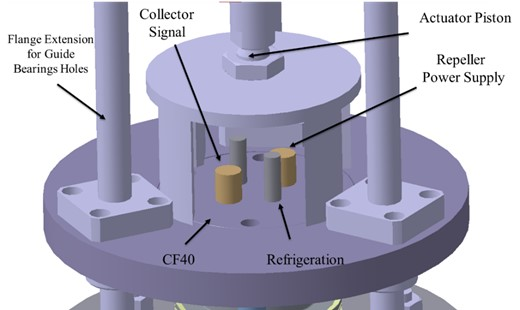 Collector
Signal
Actuator Piston
Flange Extension
for Guide
Bearings Holes
Repeller
Power Supply
CF40
Refrigeration